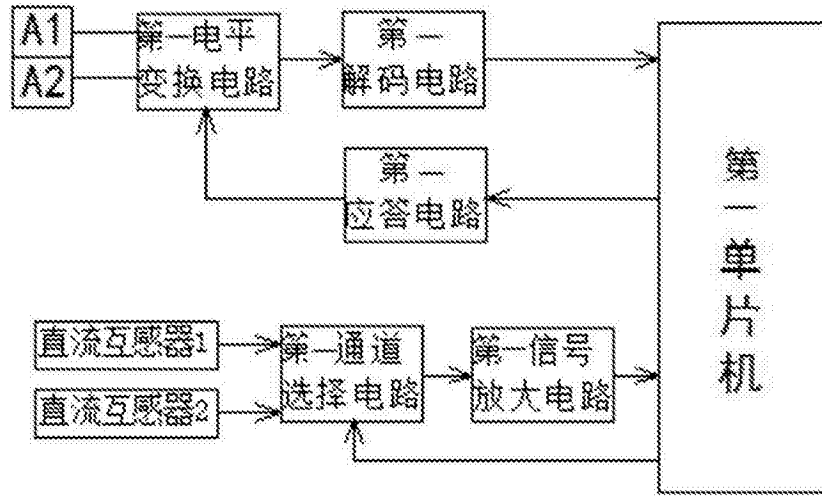 A1
A2
第一电平
变换电路
第一
解码电路
第一
应答电路
第一单片机
直流互感器1
直流互感器2
第一通道
选择电路
第一信号
放大电路